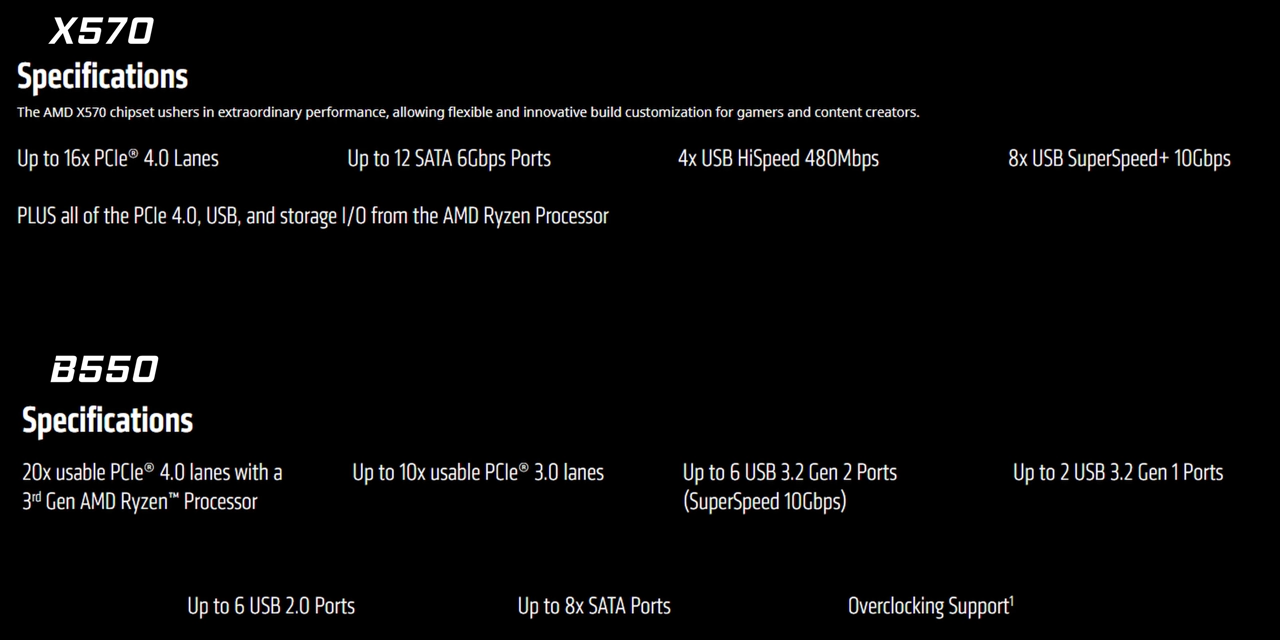 X570
Specifications
The AMD X570 chipset ushers in extraordinary performance, allowing flexible and innovative build customization for gamers and content creators.
Up to 16x PCIe® 4.0 Lanes
Up to 12 SATA 6Gbps Ports
4x USB HiSpeed 480Mbps
8x USB SuperSpeed+ 10Gbps
PLUS all of the PCIe 4.0, USB, and storage I/O from the AMD Ryzen Processor
B550
Specifications
20x usable PCIe® 4.0 lanes with a
3rd Gen AMD Ryzen™ Processor
Up to 10x usable PCIe® 3.0 lanes
Up to 6 USB 3.2 Gen 2 Ports
(SuperSpeed 10Gbps)
Up to 2 USB 3.2 Gen 1 Ports
Up to 6 USB 2.0 Ports
Up to 8x SATA Ports
Overclocking Support¹